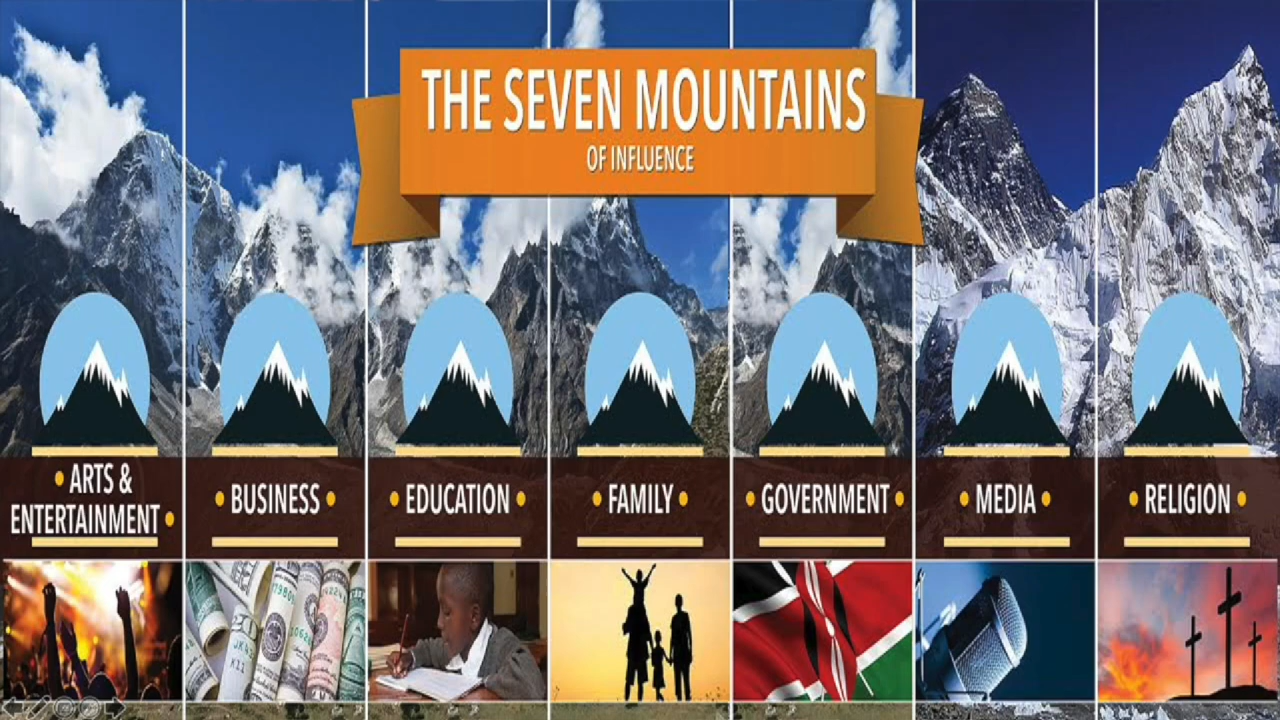 THE SEVEN MOUNTAINS
OF INFLUENCE
• ARTS &
ENTERTAINMENT •
• BUSINESS •
• EDUCATION •
• FAMILY •
• GOVERNMENT •
• MEDIA •
• RELIGION •